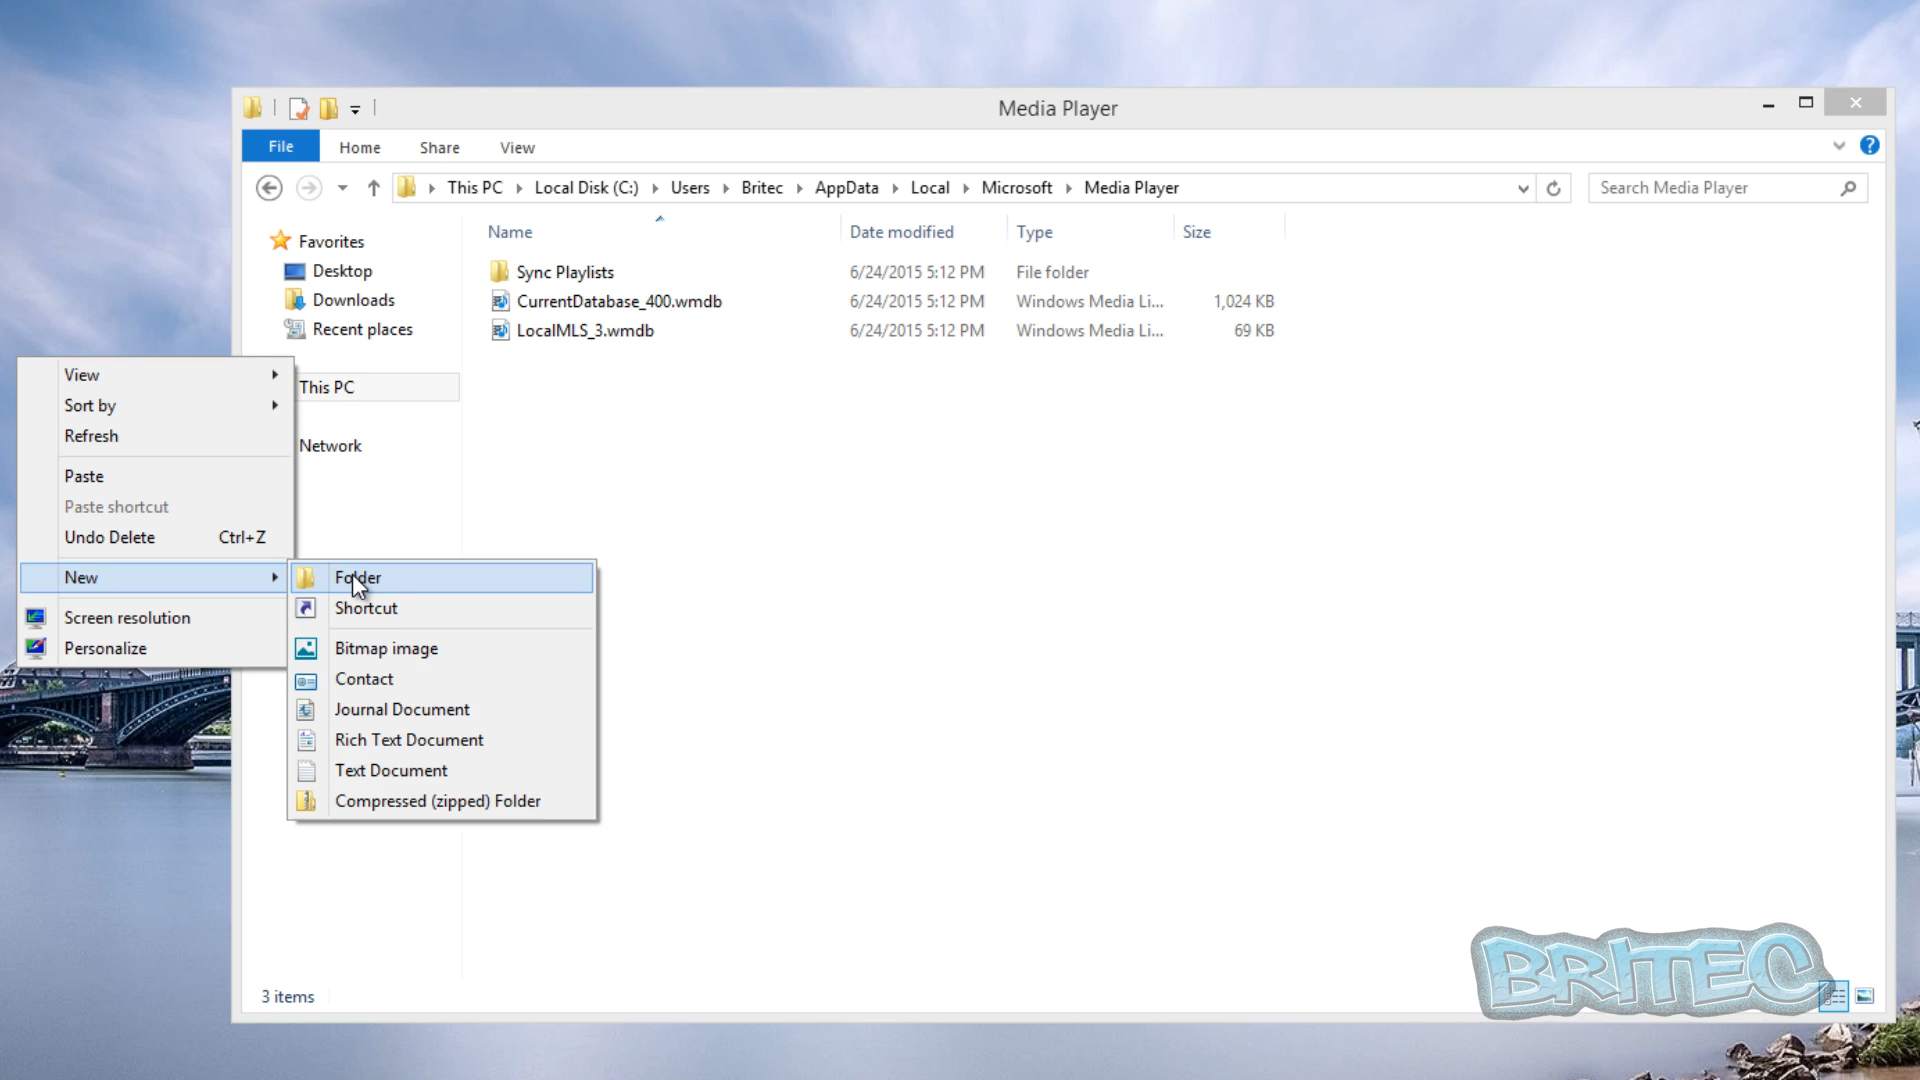 Media Player
File Home Share View
This PC Local Disk (C:) Users Britec AppData Local Microsoft Media Player
Search Media Player
Name Date modified Type Size
Favorites
Desktop
Downloads
Recent places
This PC
Network
Sync Playlists 6/24/2015 5:12 PM File folder
CurrentDatabase_400.wmdb 6/24/2015 5:12 PM Windows Media Li... 1,024 KB
LocalMLS_3.wmdb 6/24/2015 5:12 PM Windows Media Li... 69 KB
View
Sort by
Refresh
Paste
Paste shortcut
Undo Delete Ctrl+Z
New
Screen resolution
Personalize
Folder
Shortcut
Bitmap image
Contact
Journal Document
Rich Text Document
Text Document
Compressed (zipped) Folder
3 items
BRITEC